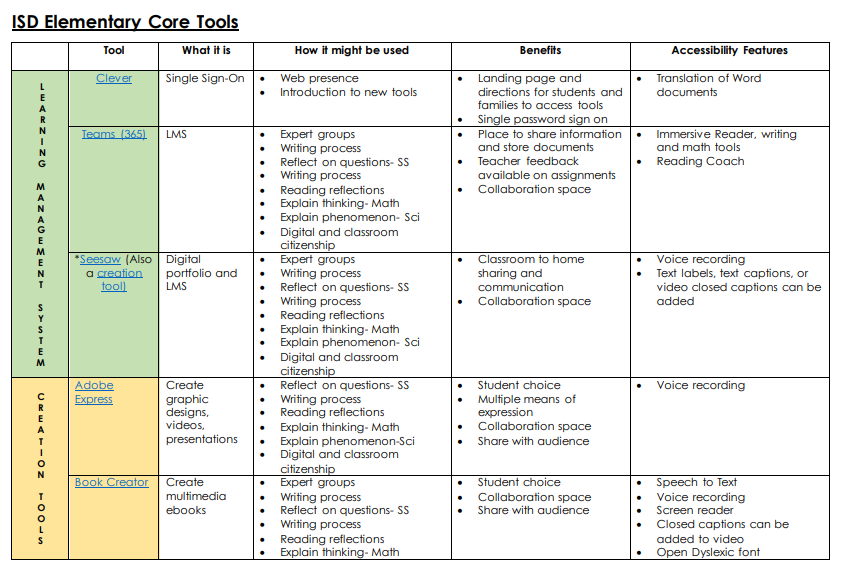 ISD Elementary Core Tools
Tool
What it is
How it might be used
Benefits
Accessibility Features
LEARNING MANAGEMENT SYSTEM
Clever
Single Sign-On
• Web presence
• Introduction to new tools
• Landing page and
directions for students and
families to access tools
• Single password sign on
• Translation of Word
documents
Teams (365)
LMS
• Expert groups
• Writing process
• Reflect on questions- SS
• Writing process
• Reading reflections
• Explain thinking- Math
• Explain phenomenon- Sci
• Digital and classroom
citizenship
• Place to share information
and store documents
• Teacher feedback
available on assignments
• Collaboration space
• Immersive Reader, writing
and math tools
• Reading Coach
*Seesaw (Also
a creation
tool)
Digital
portfolio and
LMS
• Expert groups
• Writing process
• Reflect on questions- SS
• Writing process
• Reading reflections
• Explain thinking- Math
• Explain phenomenon- Sci
• Digital and classroom
citizenship
• Classroom to home
sharing and
communication
• Collaboration space
• Voice recording
• Text labels, text captions, or
video closed captions can be
added
CREATION TOOLS
Adobe
Express
Create
graphic
designs,
videos,
presentations
• Reflect on questions- SS
• Writing process
• Reading reflections
• Explain thinking- Math
• Explain phenomenon-Sci
• Digital and classroom
citizenship
• Student choice
• Multiple means of
expression
• Collaboration space
• Share with audience
• Voice recording
Book Creator
Create
multimedia
ebooks
• Expert groups
• Writing process
• Reflect on questions- SS
• Writing process
• Reading reflections
• Explain thinking- Math
• Student choice
• Collaboration space
• Share with audience
• Speech to Text
• Voice recording
• Screen reader
• Closed captions can be
added to video
• Open Dyslexic font